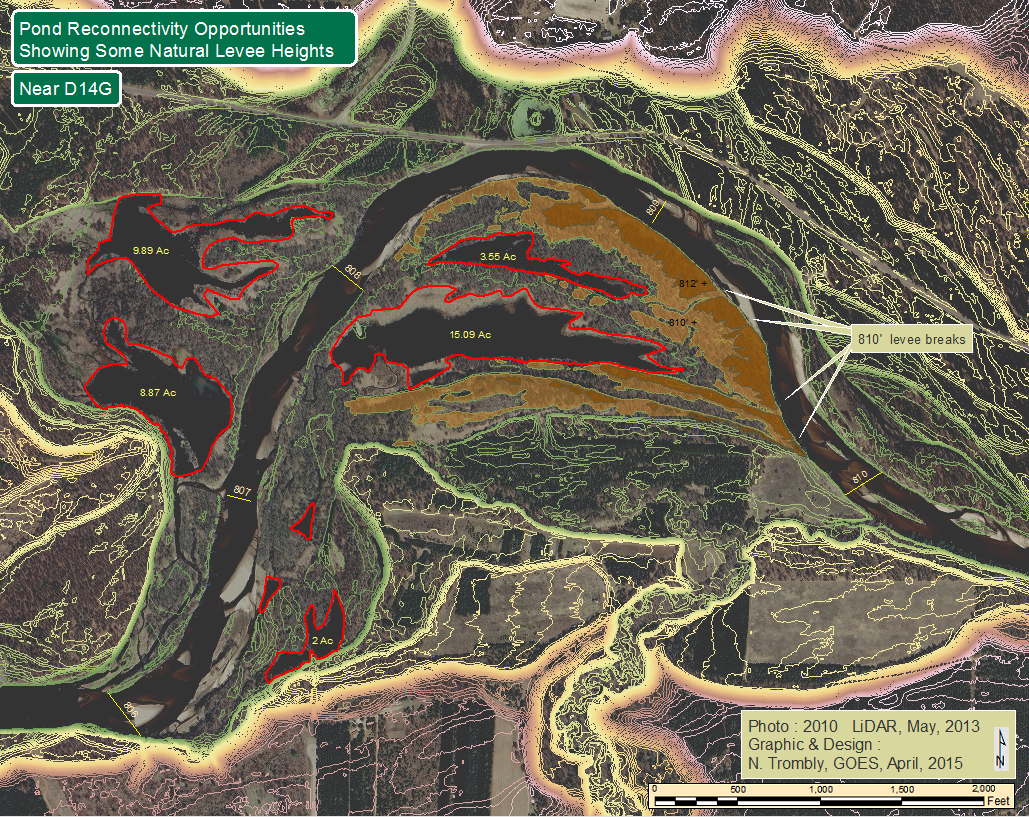 Pond Reconnectivity Opportunities
Showing Some Natural Levee Heights
Near D14G
809
9.89 Ac
3.55 Ac
808
812' +
810' +
15.09 Ac
810' levee breaks
8.87 Ac
810
807
2 Ac
806
Photo : 2010 LiDAR, May, 2013
Graphic & Design :
N. Trombly, GOES, April, 2015
N
0 500 1,000 1,500 2,000
Feet